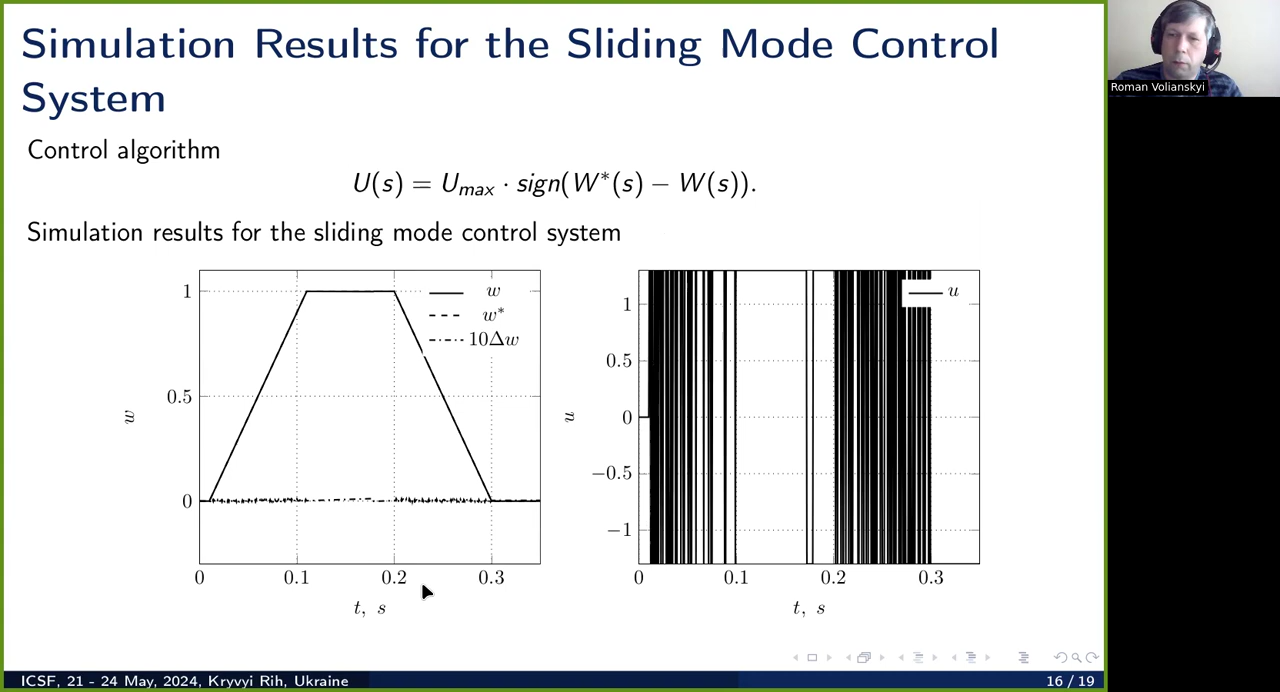 Simulation Results for the Sliding Mode Control
System
Roman Volianskyi
Control algorithm
U(s) = U_max · sign(W*(s) − W(s)).
Simulation results for the sliding mode control system
1
0.5
0
w
0 0.1 0.2 0.3
t, s
w
w*
10Δw
1
0.5
0
−0.5
−1
u
0 0.1 0.2 0.3
t, s
u
ICSF, 21 - 24 May, 2024, Kryvyi Rih, Ukraine
16 / 19